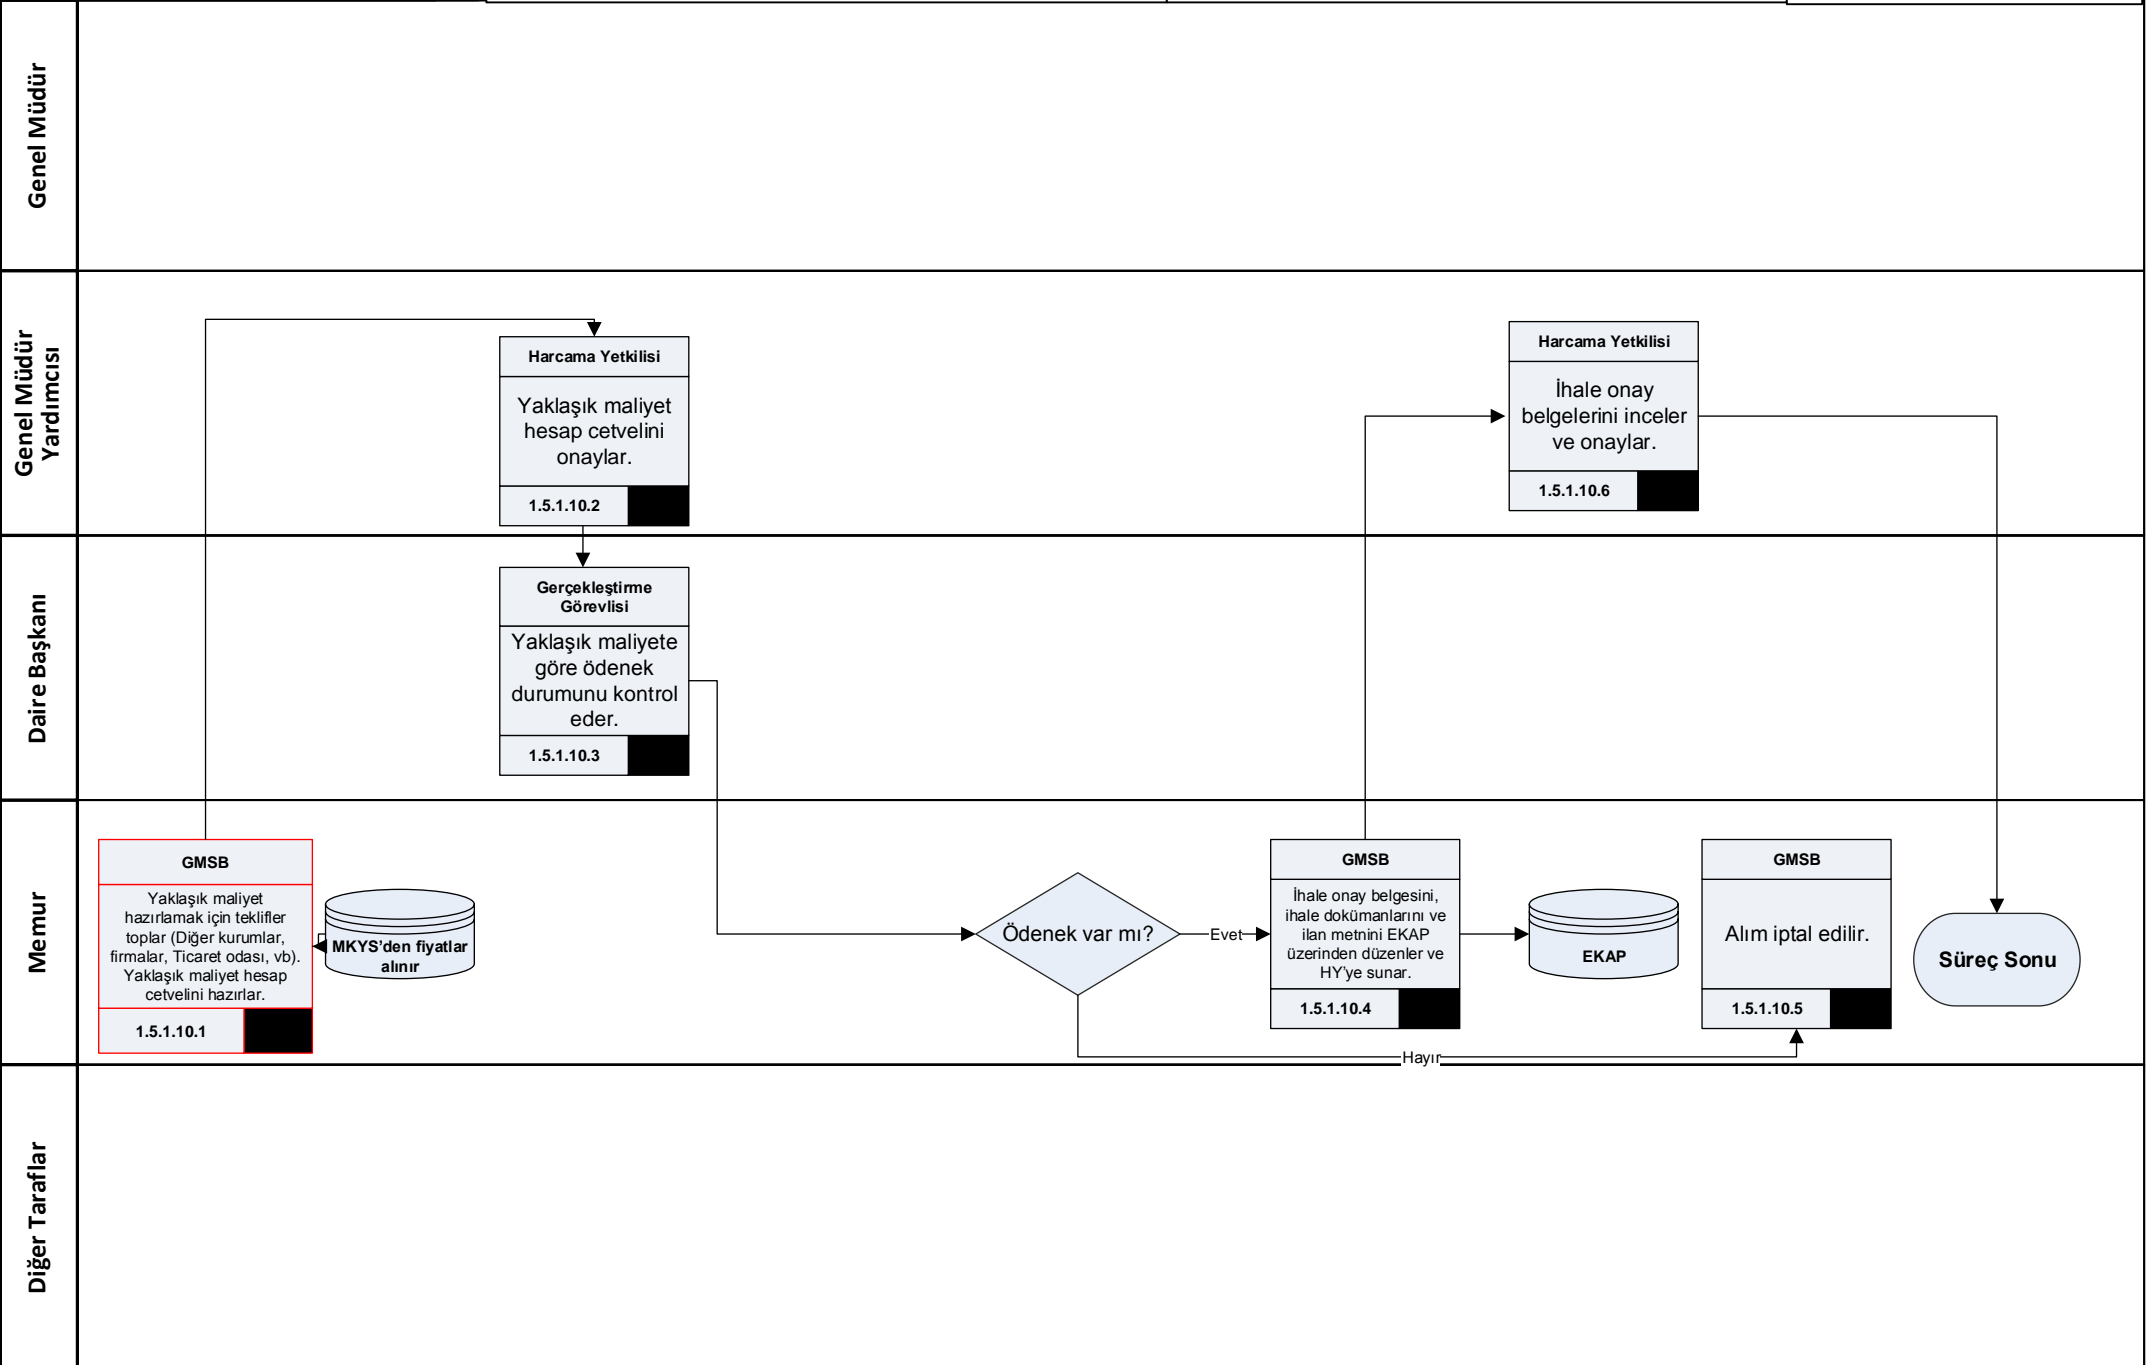 Genel Müdür
Genel Müdür
Yardımcısı
Harcama Yetkilisi
Yaklaşık maliyet
hesap cetvelini
onaylar.
1.5.1.10.2
Harcama Yetkilisi
İhale onay
belgelerini inceler
ve onaylar.
1.5.1.10.6
Daire Başkanı
Gerçekleştirme
Görevlisi
Yaklaşık maliyete
göre ödenek
durumunu kontrol
eder.
1.5.1.10.3
Memur
GMSB
Yaklaşık maliyet
hazırlamak için teklifler
toplar (Diğer kurumlar,
firmalar, Ticaret odası, vb).
Yaklaşık maliyet hesap
cetvelini hazırlar.
1.5.1.10.1
MKYS’den fiyatlar
alınır
Ödenek var mı?
Evet
Hayır
GMSB
İhale onay belgesini,
ihale dokümanlarını ve
ilan metnini EKAP
üzerinden düzenler ve
HY’ye sunar.
1.5.1.10.4
EKAP
GMSB
Alım iptal edilir.
1.5.1.10.5
Süreç Sonu
Diğer Taraflar